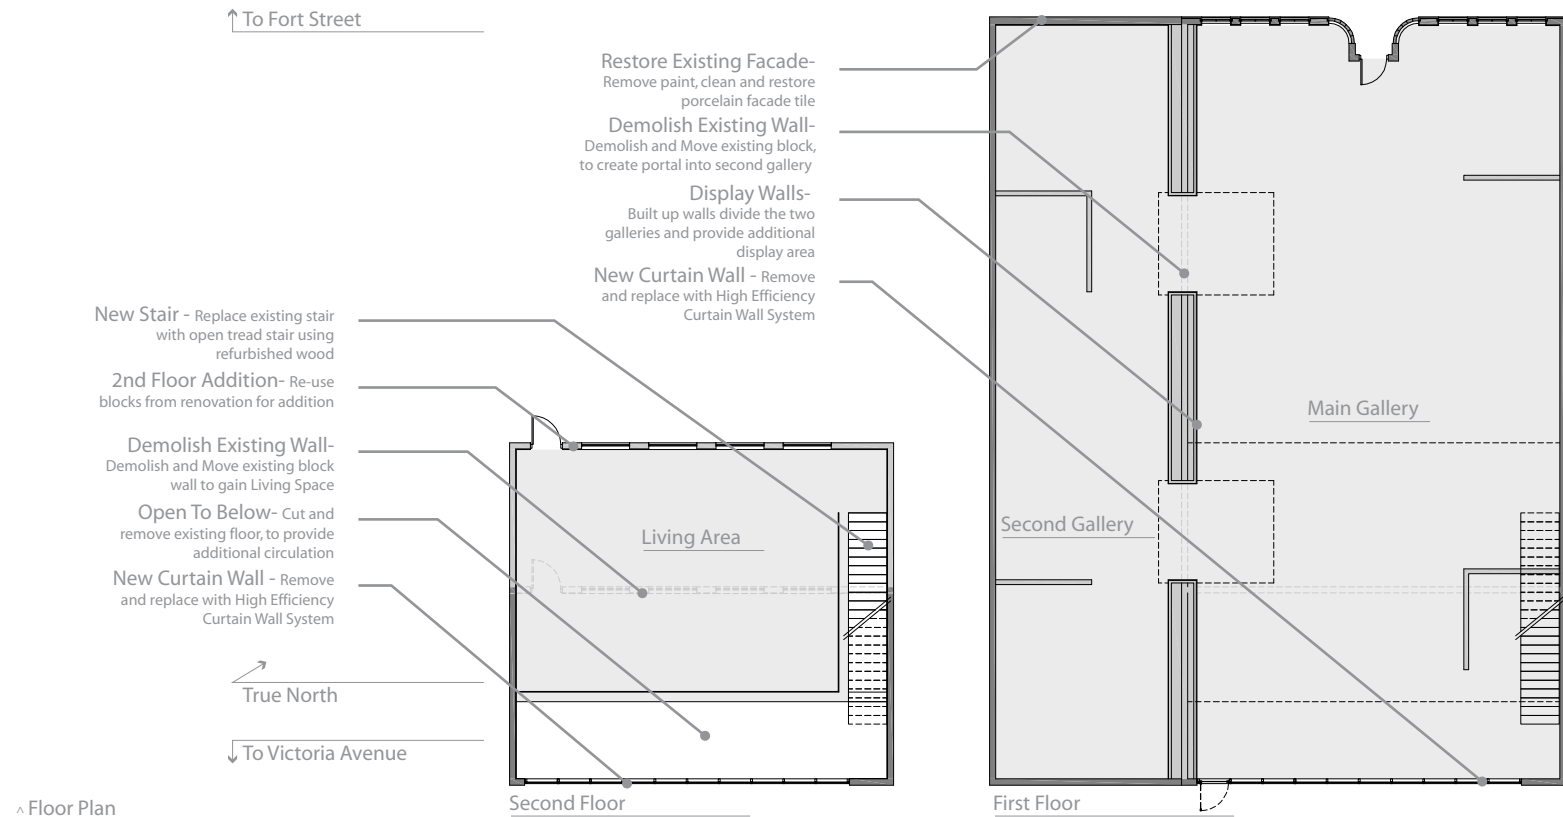 To Fort Street
Restore Existing Facade-
Remove paint, clean and restore
porcelain facade tile
Demolish Existing Wall-
Demolish and Move existing block,
to create portal into second gallery
Display Walls-
Built up walls divide the two
galleries and provide additional
display area
New Curtain Wall - Remove
and replace with High Efficiency
Curtain Wall System
New Stair - Replace existing stair
with open tread stair using
refurbished wood
2nd Floor Addition- Re-use
blocks from renovation for addition
Demolish Existing Wall-
Demolish and Move existing block
wall to gain Living Space
Open To Below- Cut and
remove existing floor, to provide
additional circulation
New Curtain Wall - Remove
and replace with High Efficiency
Curtain Wall System
Living Area
Main Gallery
Second Gallery
True North
To Victoria Avenue
Second Floor
First Floor
^ Floor Plan